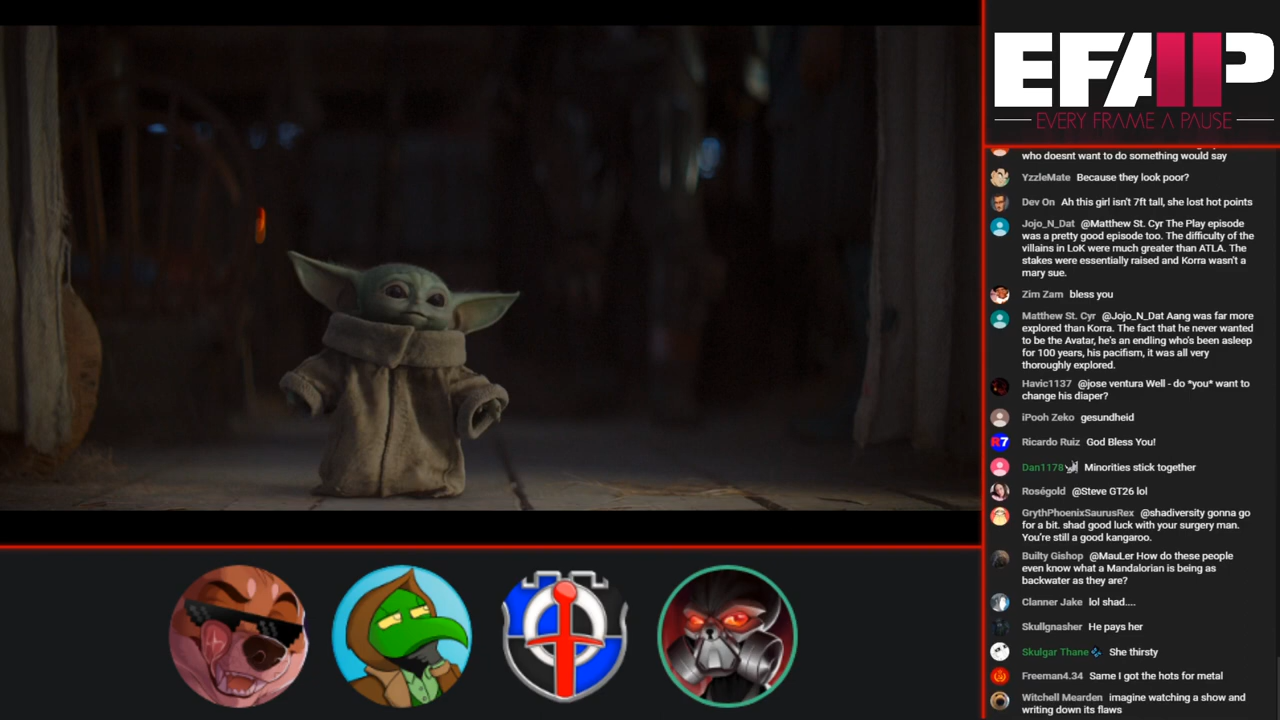 EFAP
EVERY FRAME A PAUSE
who doesnt want to do something would say
YzzleMate Because they look poor?
Dev On Ah this girl isn't 7ft tall, she lost hot points
Jojo_N_Dat @Matthew St. Cyr The Play episode
was a pretty good episode too. The difficulty of the
villains in LoK were much greater than ATLA. The
stakes were essentially raised and Korra wasn't a
mary sue.
Zim Zam bless you
Matthew St. Cyr @Jojo_N_Dat Aang was far more
explored than Korra. The fact that he never wanted
to be the Avatar, he's an endling who's been asleep
for 100 years, his pacifism, it was all very
thoroughly explored.
Havic1137 @jose ventura Well - do *you* want to
change his diaper?
iPooh Zeko gesundheid
R7
Ricardo Ruiz God Bless You!
Dan1178 Minorities stick together
Roségold @Steve GT26 lol
GrythPhoenixSaurusRex @shadiversity gonna go
for a bit. shad good luck with your surgery man.
You're still a good kangaroo.
Builty Gishop @MauLer How do these people
even know what a Mandalorian is being as
backwater as they are?
Clanner Jake lol shad....
Skullgnasher He pays her
Skulgar Thane She thirsty
Freeman4.34 Same I got the hots for metal
Witchell Mearden imagine watching a show and
writing down its flaws